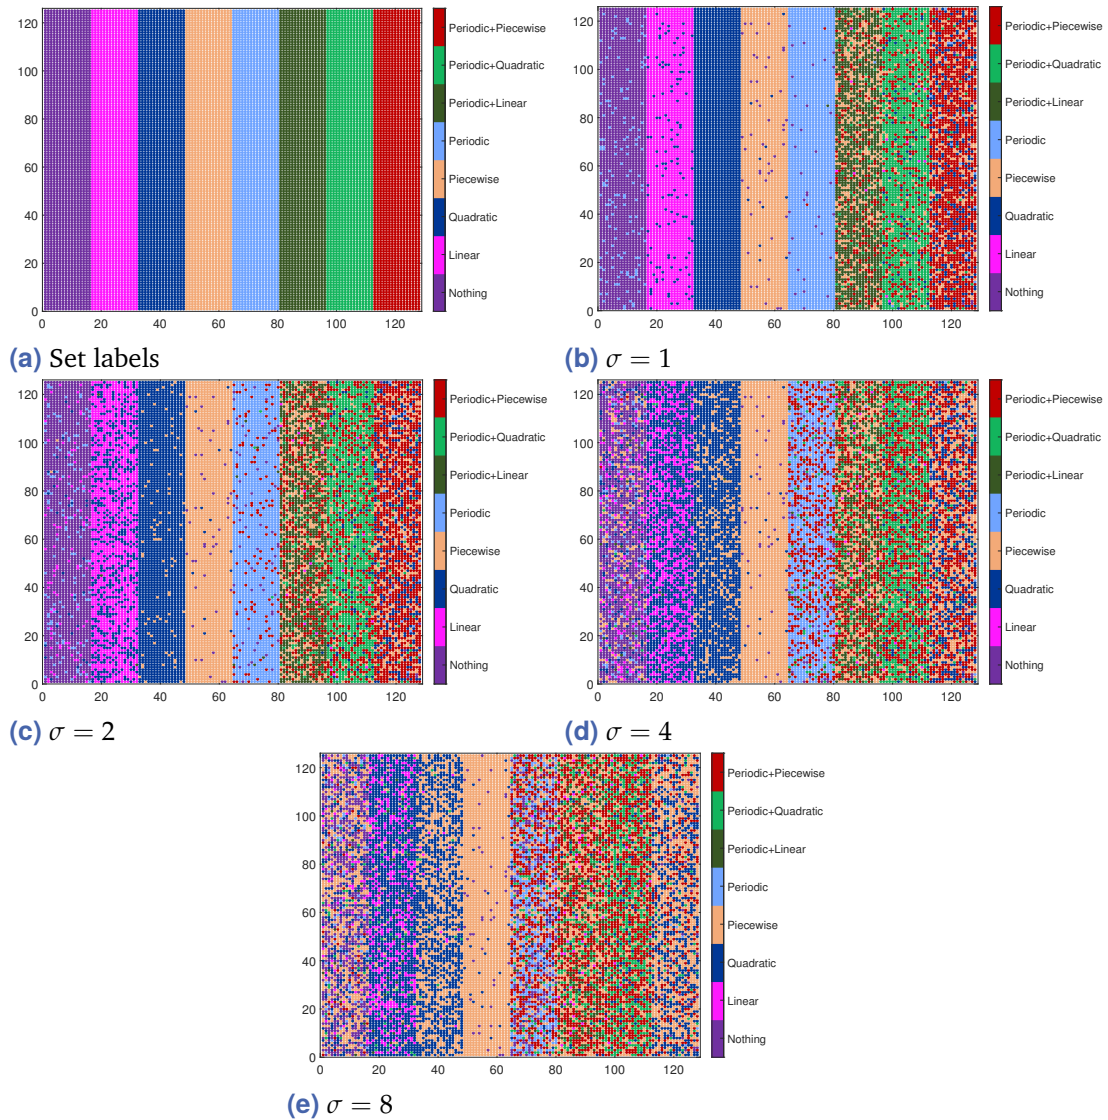 120
100
80
60
40
20
0
0 20 40 60 80 100 120
Periodic+Piecewise
Periodic+Quadratic
Periodic+Linear
Periodic
Piecewise
Quadratic
Linear
Nothing
(a) Set labels
120
100
80
60
40
20
0
0 20 40 60 80 100 120
Periodic+Piecewise
Periodic+Quadratic
Periodic+Linear
Periodic
Piecewise
Quadratic
Linear
Nothing
(b) σ = 1
120
100
80
60
40
20
0
0 20 40 60 80 100 120
Periodic+Piecewise
Periodic+Quadratic
Periodic+Linear
Periodic
Piecewise
Quadratic
Linear
Nothing
(c) σ = 2
120
100
80
60
40
20
0
0 20 40 60 80 100 120
Periodic+Piecewise
Periodic+Quadratic
Periodic+Linear
Periodic
Piecewise
Quadratic
Linear
Nothing
(d) σ = 4
120
100
80
60
40
20
0
0 20 40 60 80 100 120
Periodic+Piecewise
Periodic+Quadratic
Periodic+Linear
Periodic
Piecewise
Quadratic
Linear
Nothing
(e) σ = 8